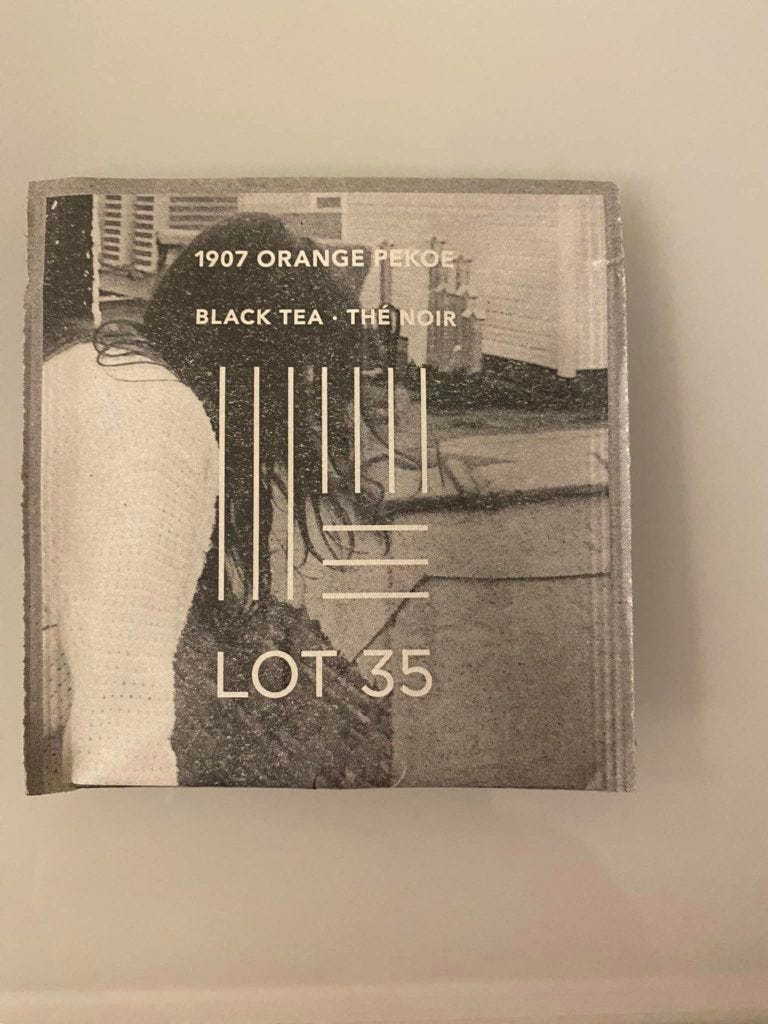 1907 ORANGE PEKOE
BLACK TEA · THÉ NOIR
LOT 35